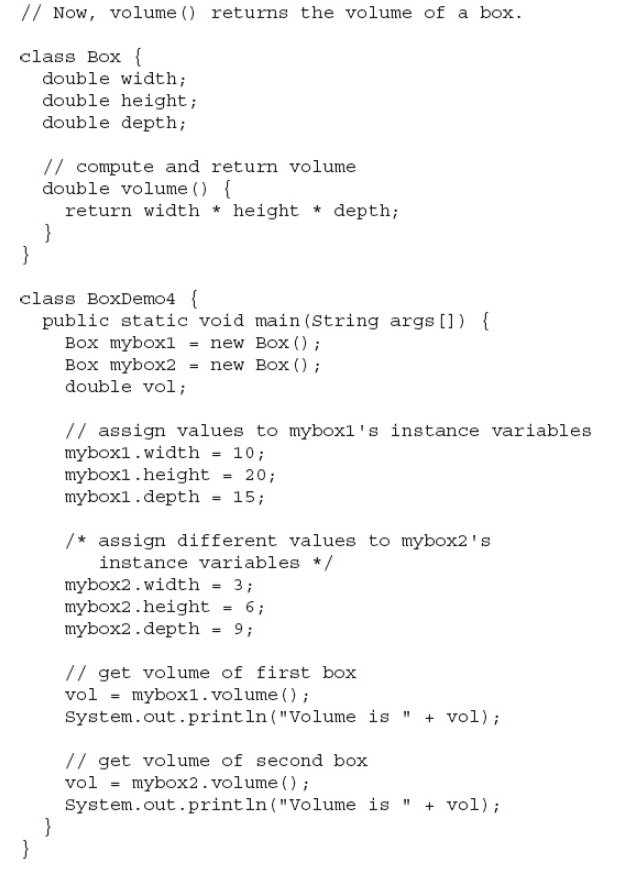 // Now, volume() returns the volume of a box.
class Box {
double width;
double height;
double depth;
// compute and return volume
double volume() {
return width * height * depth;
}
}
class BoxDemo4 {
public static void main(String args[]) {
Box mybox1 = new Box();
Box mybox2 = new Box();
double vol;
// assign values to mybox1's instance variables
mybox1.width = 10;
mybox1.height = 20;
mybox1.depth = 15;
/* assign different values to mybox2's
instance variables */
mybox2.width = 3;
mybox2.height = 6;
mybox2.depth = 9;
// get volume of first box
vol = mybox1.volume();
System.out.println("Volume is " + vol);
// get volume of second box
vol = mybox2.volume();
System.out.println("Volume is " + vol);
}
}